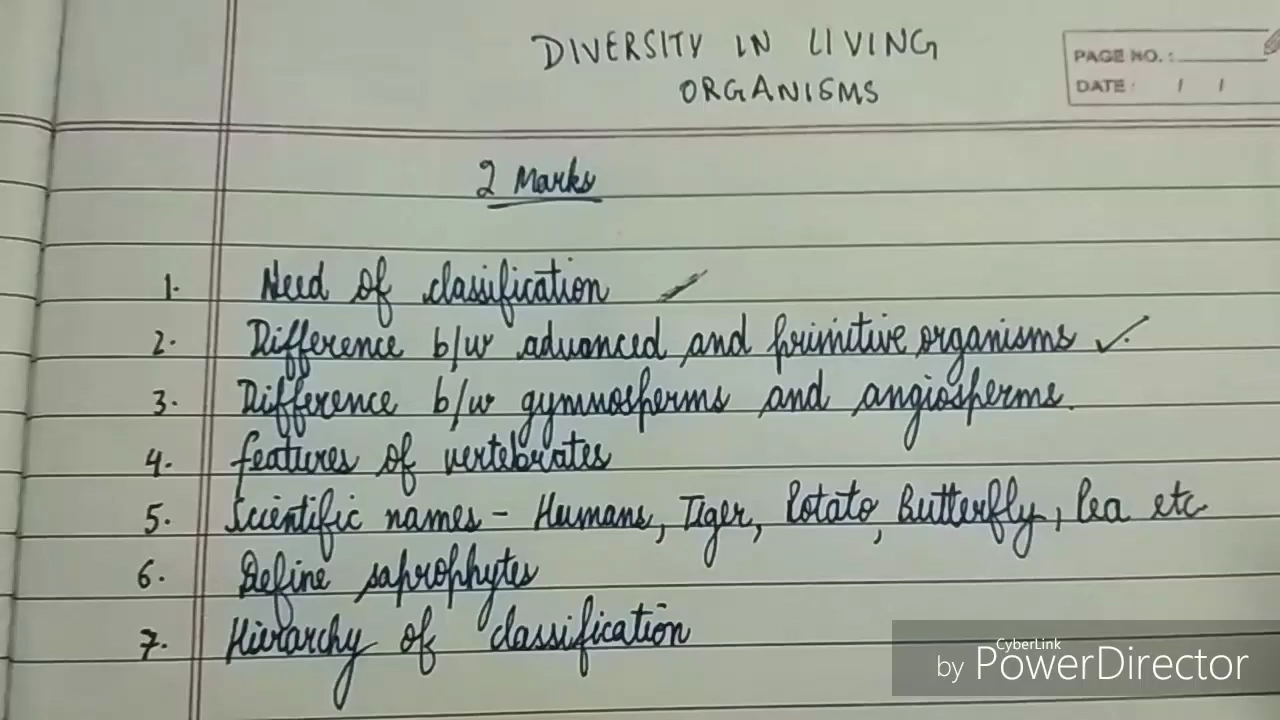 DIVERSITY IN LIVING
ORGANISMS
PAGE NO.:
DATE: / /
2 Marks
1. Need of classification
2. Difference b/w advanced and primitive organisms ✓
3. Difference b/w gymnosperms and angiosperms.
4. features of vertebrates
5. Scientific names - Humans, Tiger, Potato, Butterfly, Pea etc
6. Define saprophytes
7. Hierarchy of classification
CyberLink
by PowerDirector